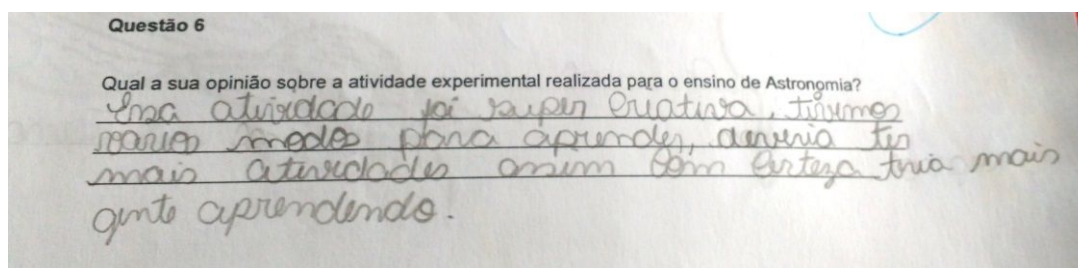 Questão 6
Qual a sua opinião sobre a atividade experimental realizada para o ensino de Astronomia?
Essa atividade foi super criativa, tivemos
varios modos para aprender, deveria ter
mais atividades assim com certeza teria mais
gente aprendendo.